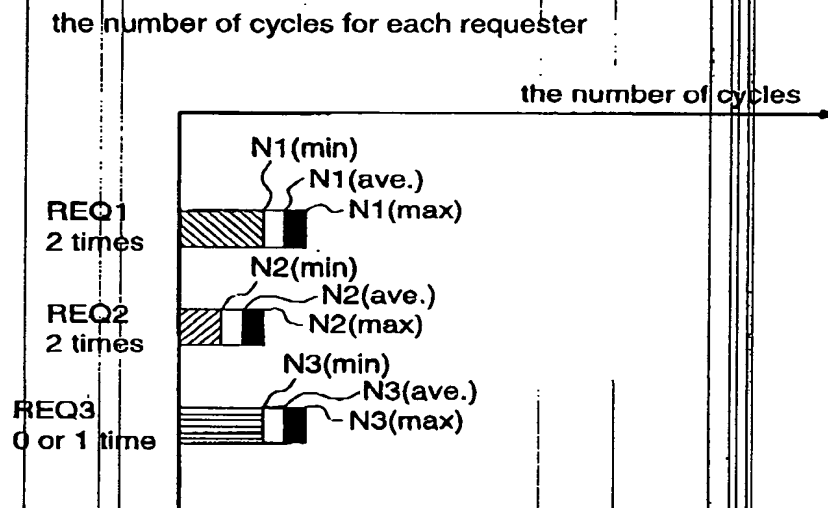 the number of cycles for each requester
the number of cycles
N1(min)
N1(ave.)
N1(max)
REQ1
2 times
N2(min)
N2(ave.)
N2(max)
REQ2
2 times
N3(min)
N3(ave.)
N3(max)
REQ3
0 or 1 time